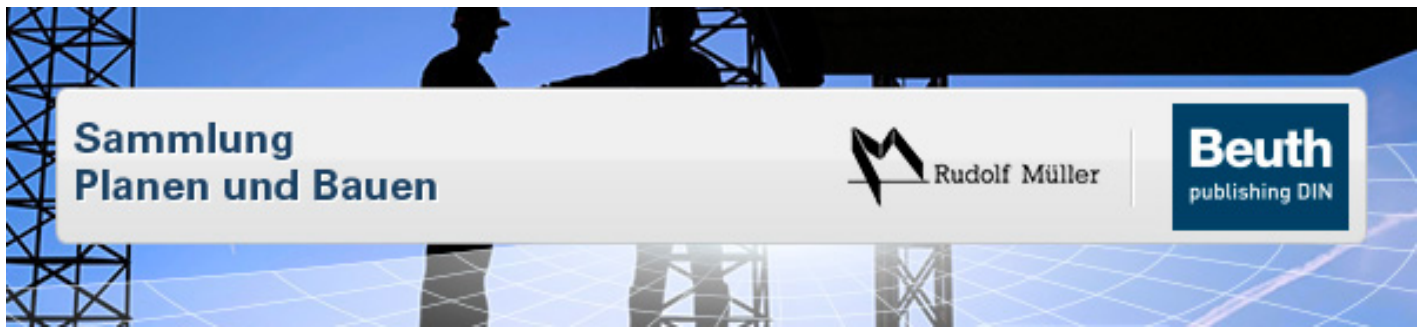 Sammlung
Planen und Bauen
Rudolf Müller
Beuth
publishing DIN